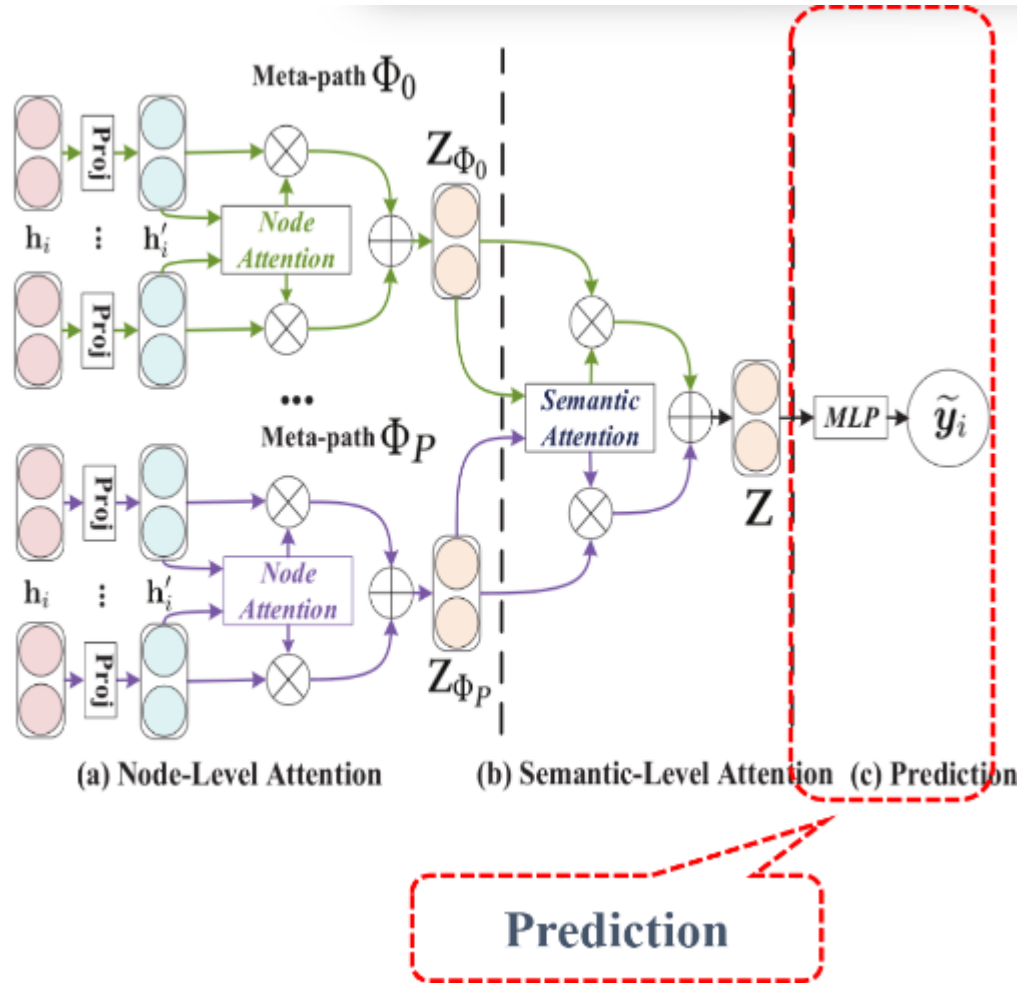 Meta-path Φ₀
Proj
Z_Φ₀
h_i
...
h'_i
Node
Attention
Proj
...
Meta-path Φ_P
Semantic
Attention
MLP
ỹ_i
Z
Proj
h_i
...
h'_i
Node
Attention
Proj
Z_Φ_P
(a) Node-Level Attention
(b) Semantic-Level Attention
(c) Prediction
Prediction